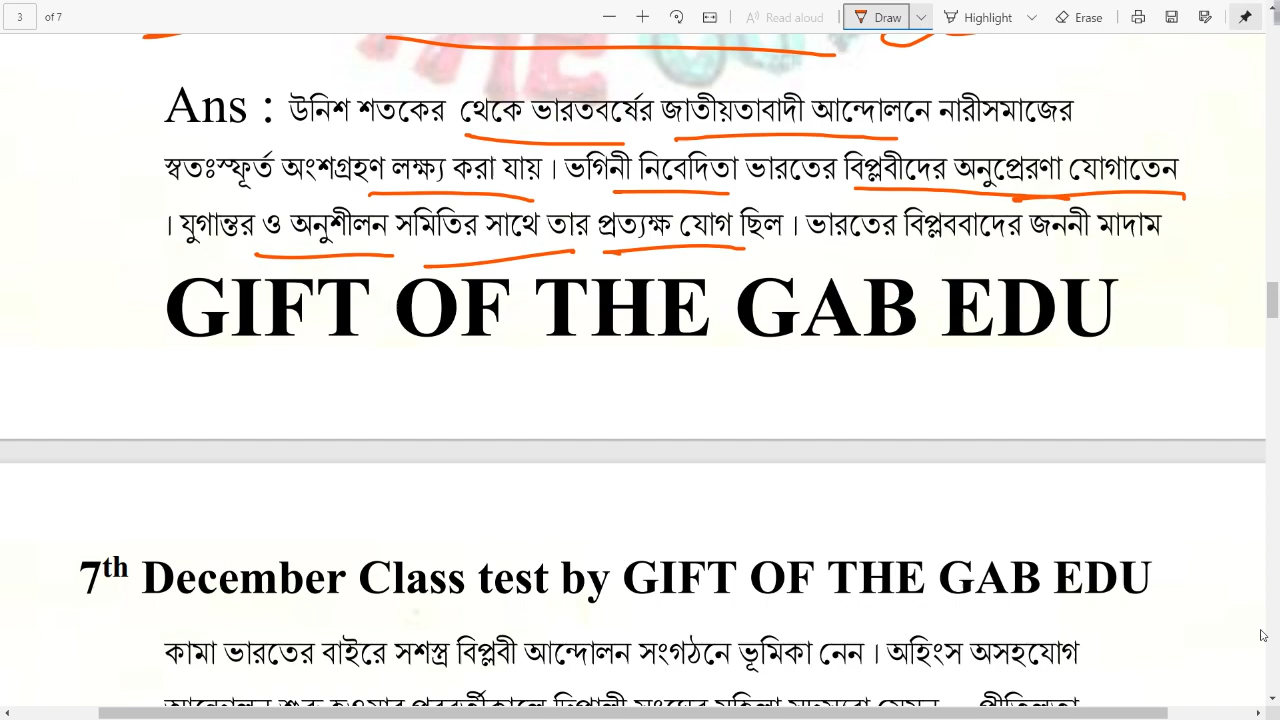 3 of 7 Read aloud Draw Highlight Erase
Ans : উনিশ শতকের থেকে ভারতবর্ষের জাতীয়তাবাদী আন্দোলনে নারীসমাজের
স্বতঃস্ফূর্ত অংশগ্রহণ লক্ষ্য করা যায় । ভগিনী নিবেদিতা ভারতের বিপ্লবীদের অনুপ্রেরণা যোগাতেন
। যুগান্তর ও অনুশীলন সমিতির সাথে তার প্রত্যক্ষ যোগ ছিল । ভারতের বিপ্লববাদের জননী মাদাম
GIFT OF THE GAB EDU
7th December Class test by GIFT OF THE GAB EDU
কামা ভারতের বাইরে সশস্ত্র বিপ্লবী আন্দোলন সংগঠনে ভূমিকা নেন । অহিংস অসহযোগ